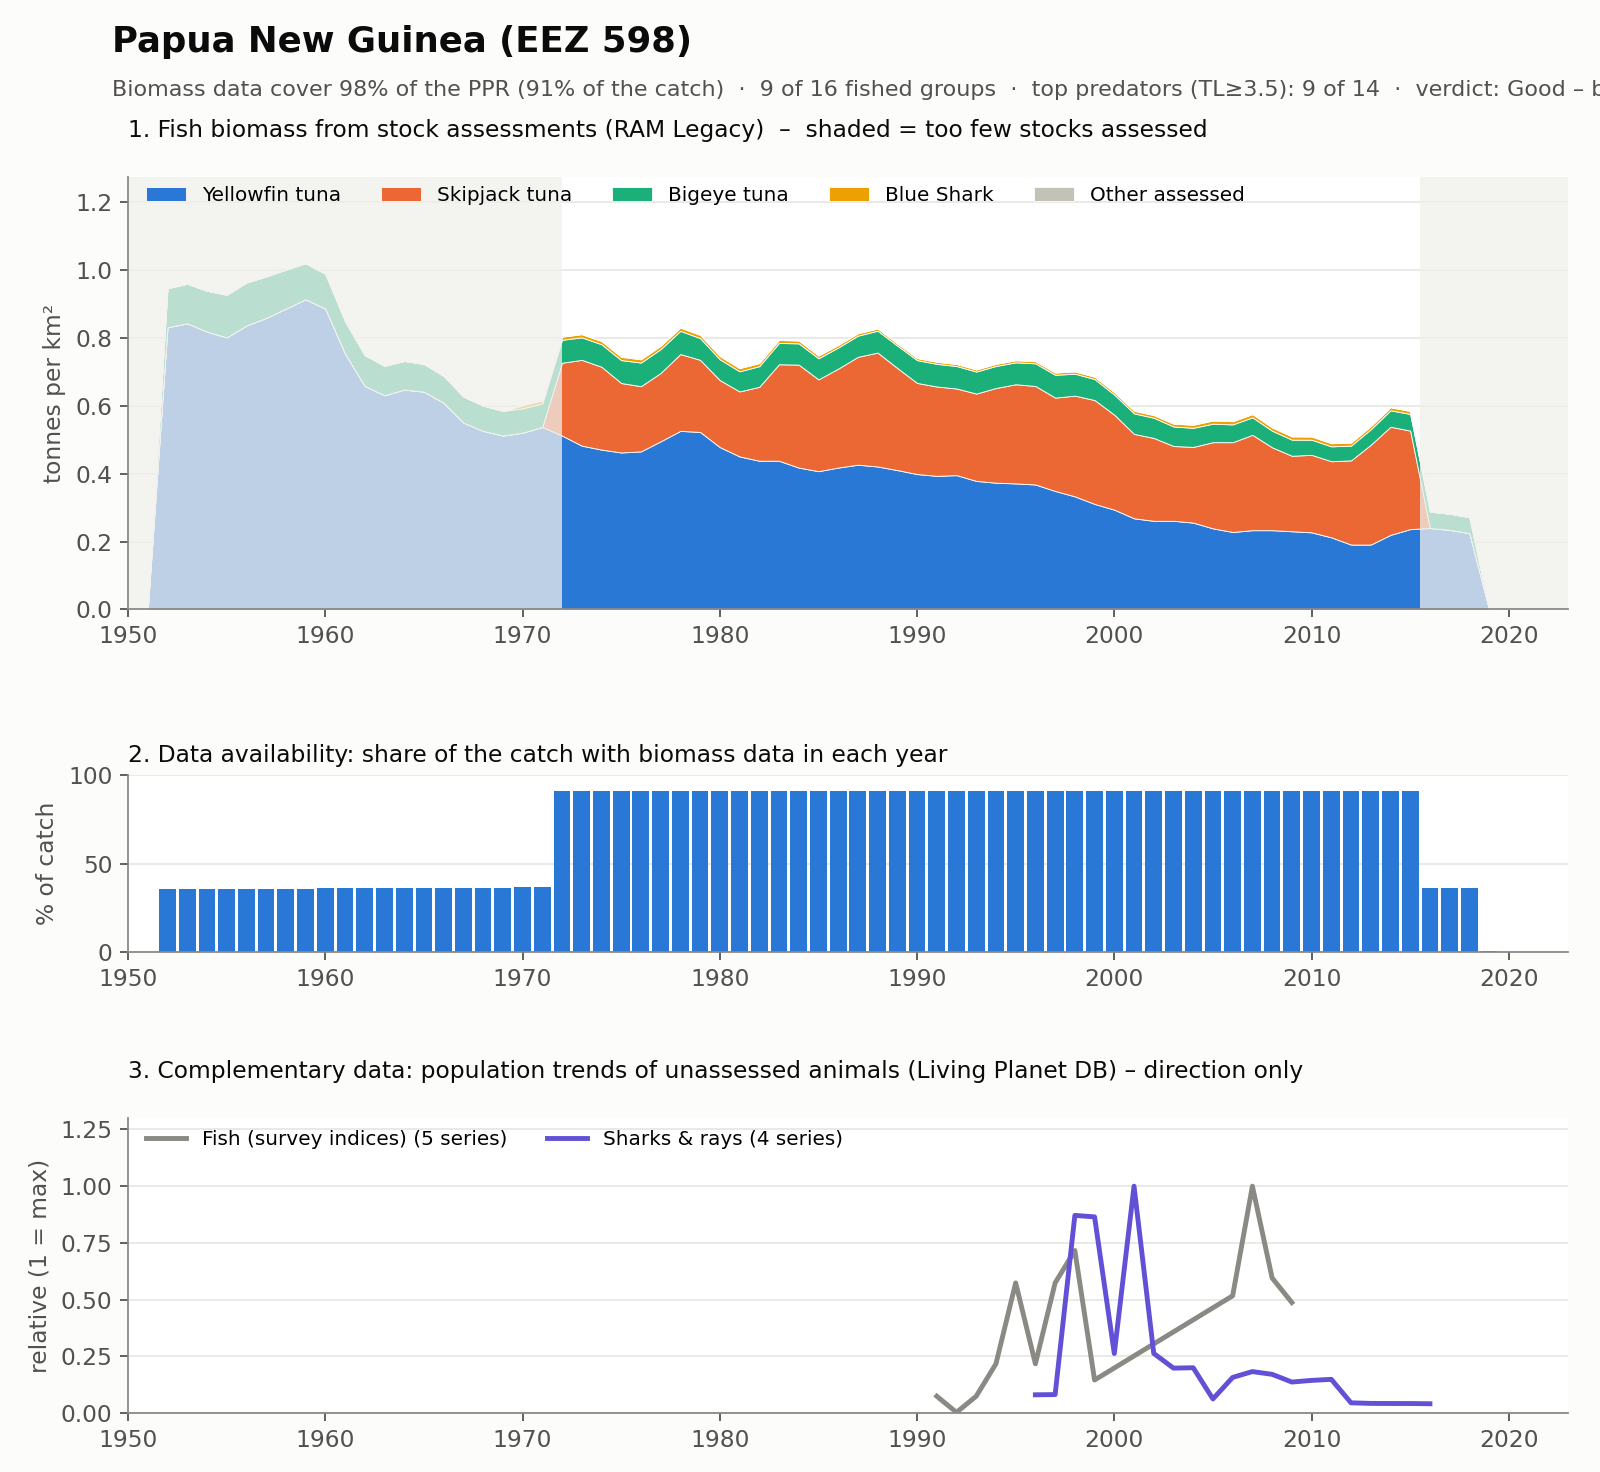 Papua New Guinea (EEZ 598)
Biomass data cover 98% of the PPR (91% of the catch)  ·  9 of 16 fished groups  ·  top predators (TL≥3.5): 9 of 14  ·  verdict: Good – b
1. Fish biomass from stock assessments (RAM Legacy)  –  shaded = too few stocks assessed
Yellowfin tuna  Skipjack tuna  Bigeye tuna  Blue Shark  Other assessed
tonnes per km²
1.2
1.0
0.8
0.6
0.4
0.2
0.0
1950 1960 1970 1980 1990 2000 2010 2020
2. Data availability: share of the catch with biomass data in each year
% of catch
100
50
0
1950 1960 1970 1980 1990 2000 2010 2020
3. Complementary data: population trends of unassessed animals (Living Planet DB) – direction only
Fish (survey indices) (5 series)  Sharks & rays (4 series)
relative (1 = max)
1.25
1.00
0.75
0.50
0.25
0.00
1950 1960 1970 1980 1990 2000 2010 2020